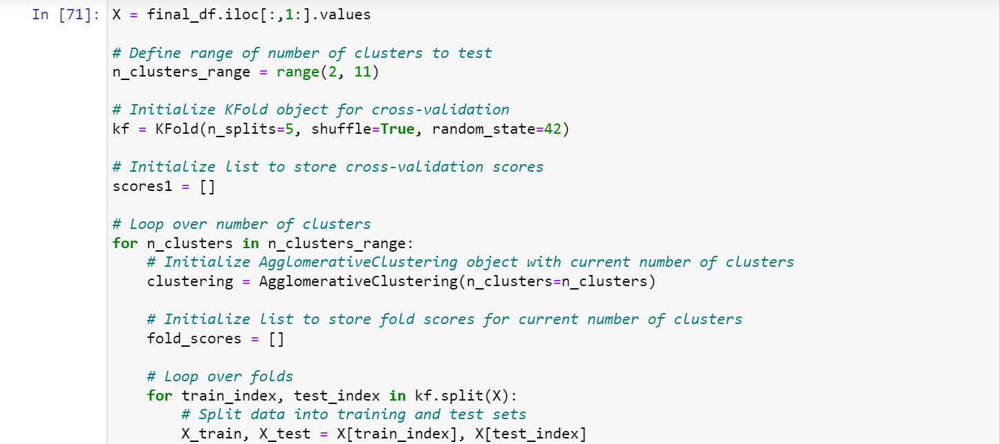 In [71]: X = final_df.iloc[:,1:].values
# Define range of number of clusters to test
n_clusters_range = range(2, 11)
# Initialize KFold object for cross-validation
kf = KFold(n_splits=5, shuffle=True, random_state=42)
# Initialize list to store cross-validation scores
scores1 = []
# Loop over number of clusters
for n_clusters in n_clusters_range:
    # Initialize AgglomerativeClustering object with current number of clusters
    clustering = AgglomerativeClustering(n_clusters=n_clusters)
    # Initialize list to store fold scores for current number of clusters
    fold_scores = []
    # Loop over folds
    for train_index, test_index in kf.split(X):
        # Split data into training and test sets
        X_train, X_test = X[train_index], X[test_index]